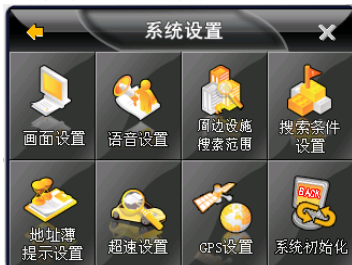 系统设置
画面设置
语音设置
周边设施
搜索范围
搜索条件
设置
地址薄
提示设置
超速设置
GPS设置
BACK
系统初始化